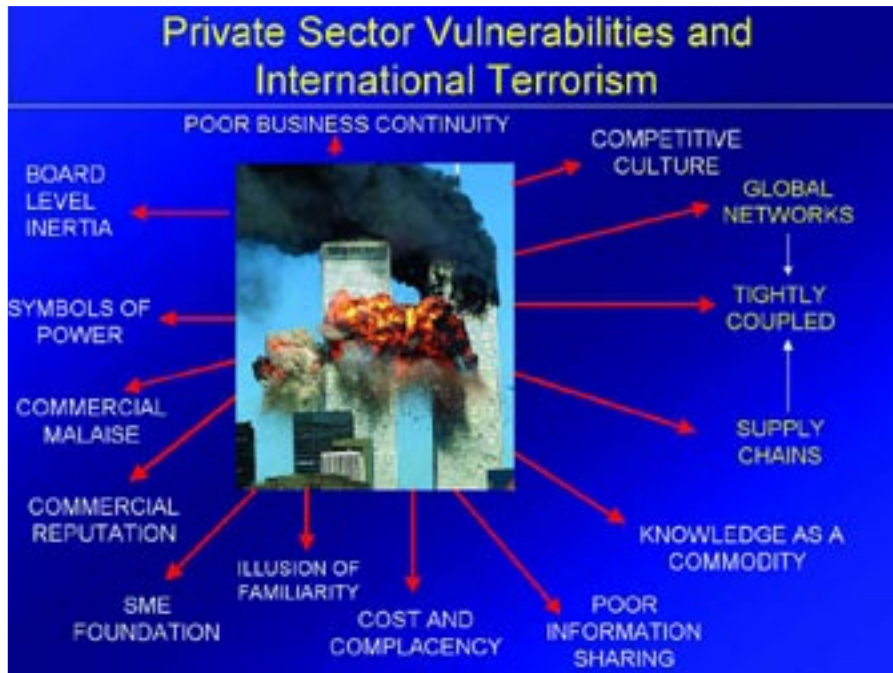 Private Sector Vulnerabilities and
International Terrorism
POOR BUSINESS CONTINUITY
COMPETITIVE
CULTURE
BOARD
LEVEL
INERTIA
GLOBAL
NETWORKS
SYMBOLS OF
POWER
TIGHTLY
COUPLED
COMMERCIAL
MALAISE
SUPPLY
CHAINS
COMMERCIAL
REPUTATION
KNOWLEDGE AS A
COMMODITY
ILLUSION OF
FAMILIARITY
SME
FOUNDATION
COST AND
COMPLACENCY
POOR
INFORMATION
SHARING